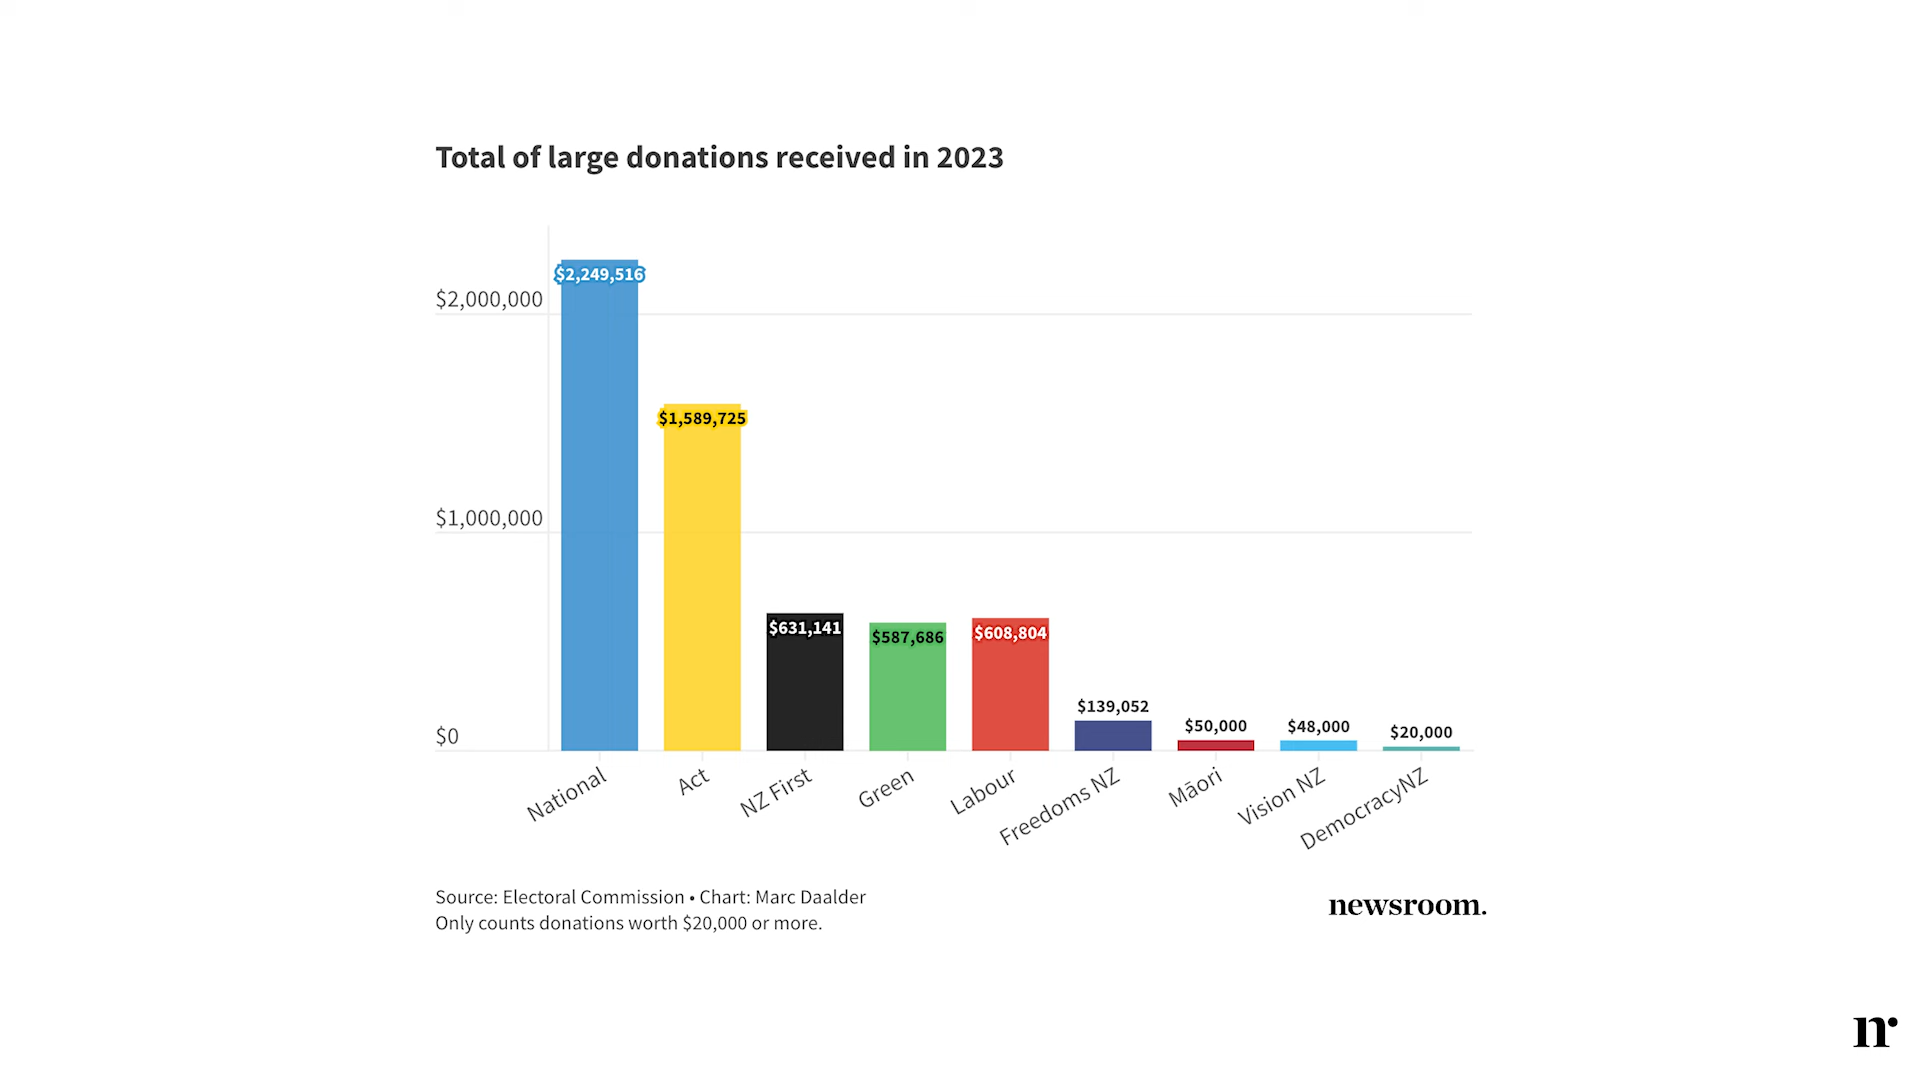 Total of large donations received in 2023
$2,000,000
$1,000,000
$0
$2,249,516
$1,589,725
$631,141
$587,686
$608,804
$139,052
$50,000
$48,000
$20,000
National
Act
NZ First
Green
Labour
Freedoms NZ
Māori
Vision NZ
DemocracyNZ
Source: Electoral Commission • Chart: Marc Daalder
Only counts donations worth $20,000 or more.
newsroom.
nr